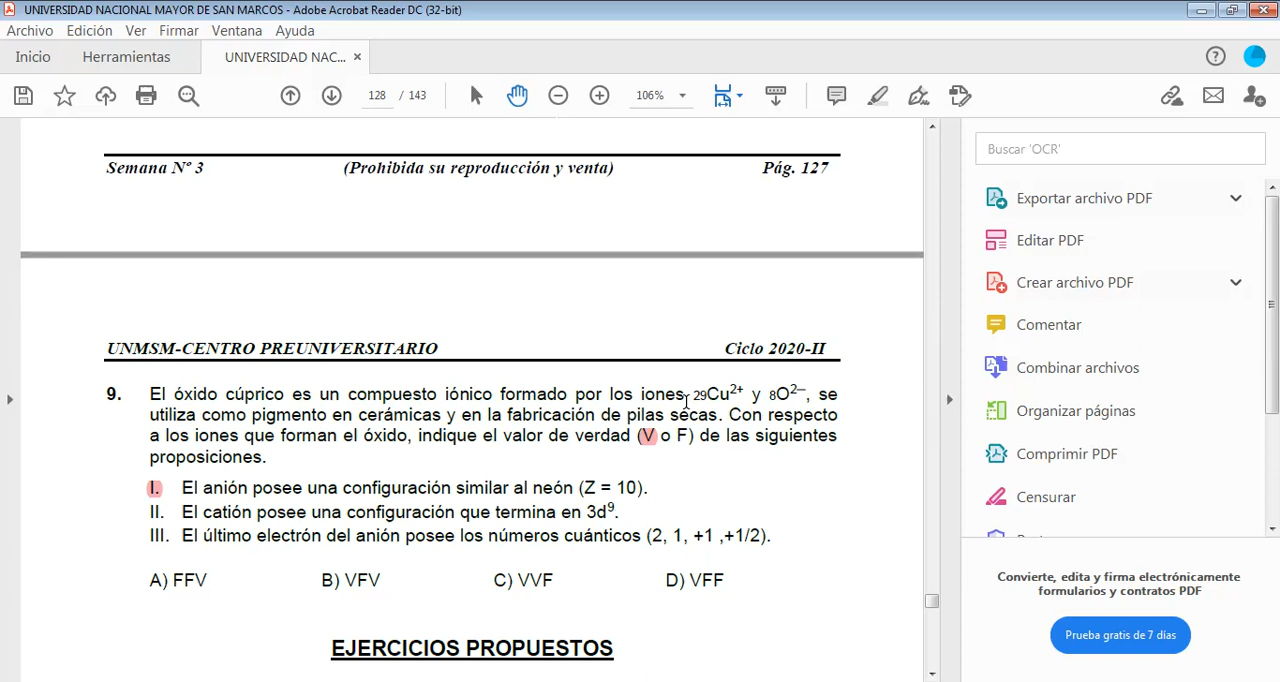 UNIVERSIDAD NACIONAL MAYOR DE SAN MARCOS - Adobe Acrobat Reader DC (32-bit)
Archivo Edición Ver Firmar Ventana Ayuda
Inicio Herramientas UNIVERSIDAD NAC... ×
128 / 143 106%
Semana Nº 3 (Prohibida su reproducción y venta) Pág. 127
UNMSM-CENTRO PREUNIVERSITARIO Ciclo 2020-II
9. El óxido cúprico es un compuesto iónico formado por los iones ₂₉Cu²⁺ y ₈O²⁻, se
utiliza como pigmento en cerámicas y en la fabricación de pilas secas. Con respecto
a los iones que forman el óxido, indique el valor de verdad (V o F) de las siguientes
proposiciones.
I. El anión posee una configuración similar al neón (Z = 10).
II. El catión posee una configuración que termina en 3d⁹.
III. El último electrón del anión posee los números cuánticos (2, 1, +1 ,+1/2).
A) FFV B) VFV C) VVF D) VFF
EJERCICIOS PROPUESTOS
Buscar 'OCR'
Exportar archivo PDF
Editar PDF
Crear archivo PDF
Comentar
Combinar archivos
Organizar páginas
Comprimir PDF
Censurar
Convierte, edita y firma electrónicamente
formularios y contratos PDF
Prueba gratis de 7 días